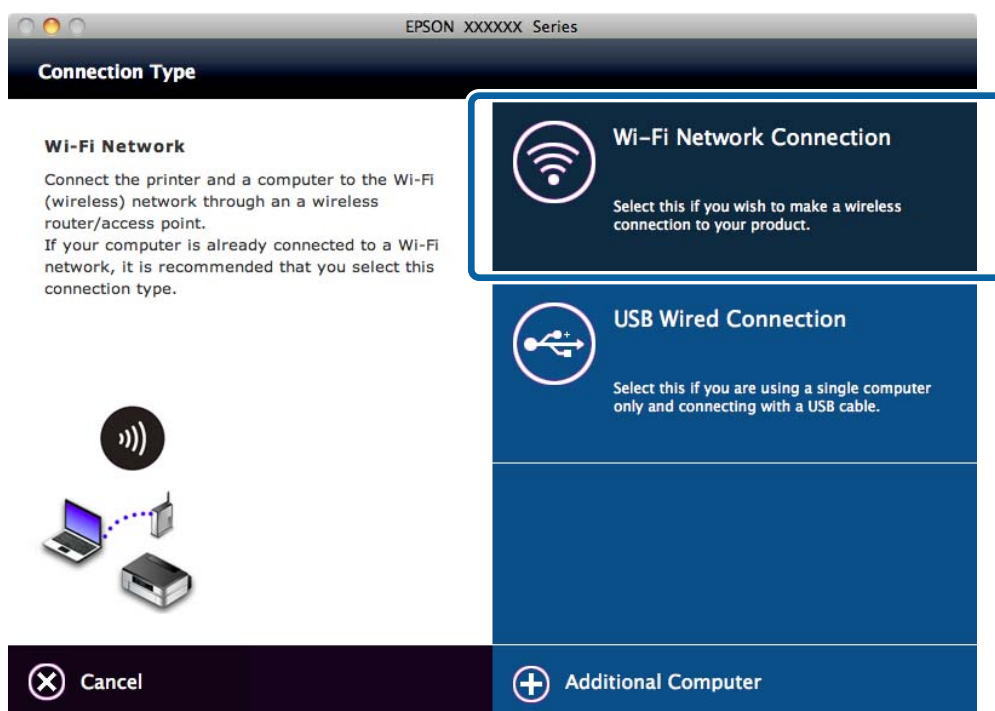 EPSON XXXXXX Series
Connection Type
Wi-Fi Network
Connect the printer and a computer to the Wi-Fi
(wireless) network through an a wireless
router/access point.
If your computer is already connected to a Wi-Fi
network, it is recommended that you select this
connection type.
Wi-Fi Network Connection
Select this if you wish to make a wireless
connection to your product.
USB Wired Connection
Select this if you are using a single computer
only and connecting with a USB cable.
Cancel
Additional Computer